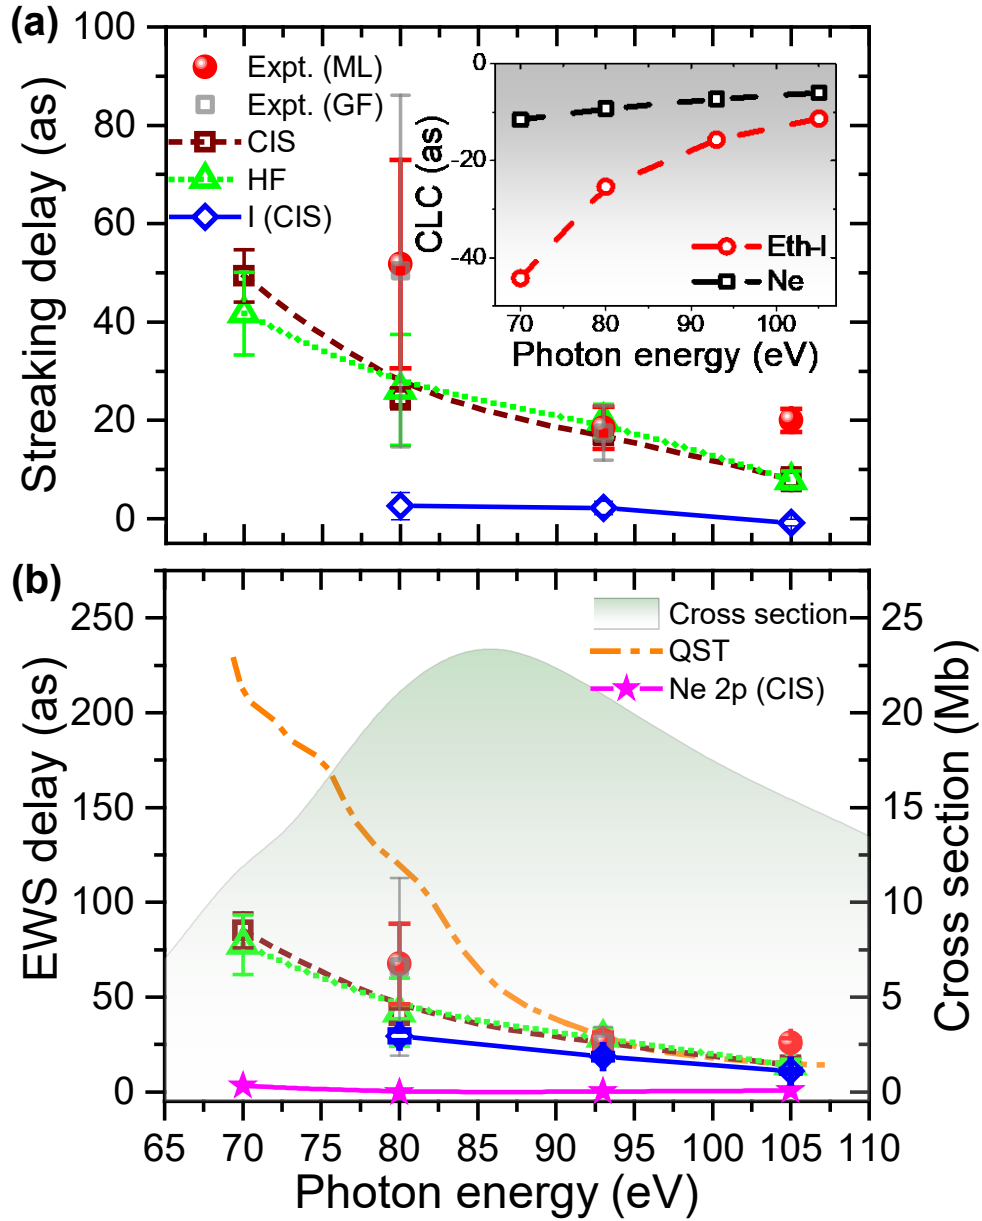 (a)
Streaking delay (as)
100
80
60
40
20
0
Expt. (ML)
Expt. (GF)
CIS
HF
I (CIS)
CLC (as)
0
-20
-40
Eth-I
Ne
70 80 90 100
Photon energy (eV)
(b)
EWS delay (as)
250
200
150
100
50
0
Cross section
QST
Ne 2p (CIS)
25
20
15
10
5
0
Cross section (Mb)
65 70 75 80 85 90 95 100 105 110
Photon energy (eV)